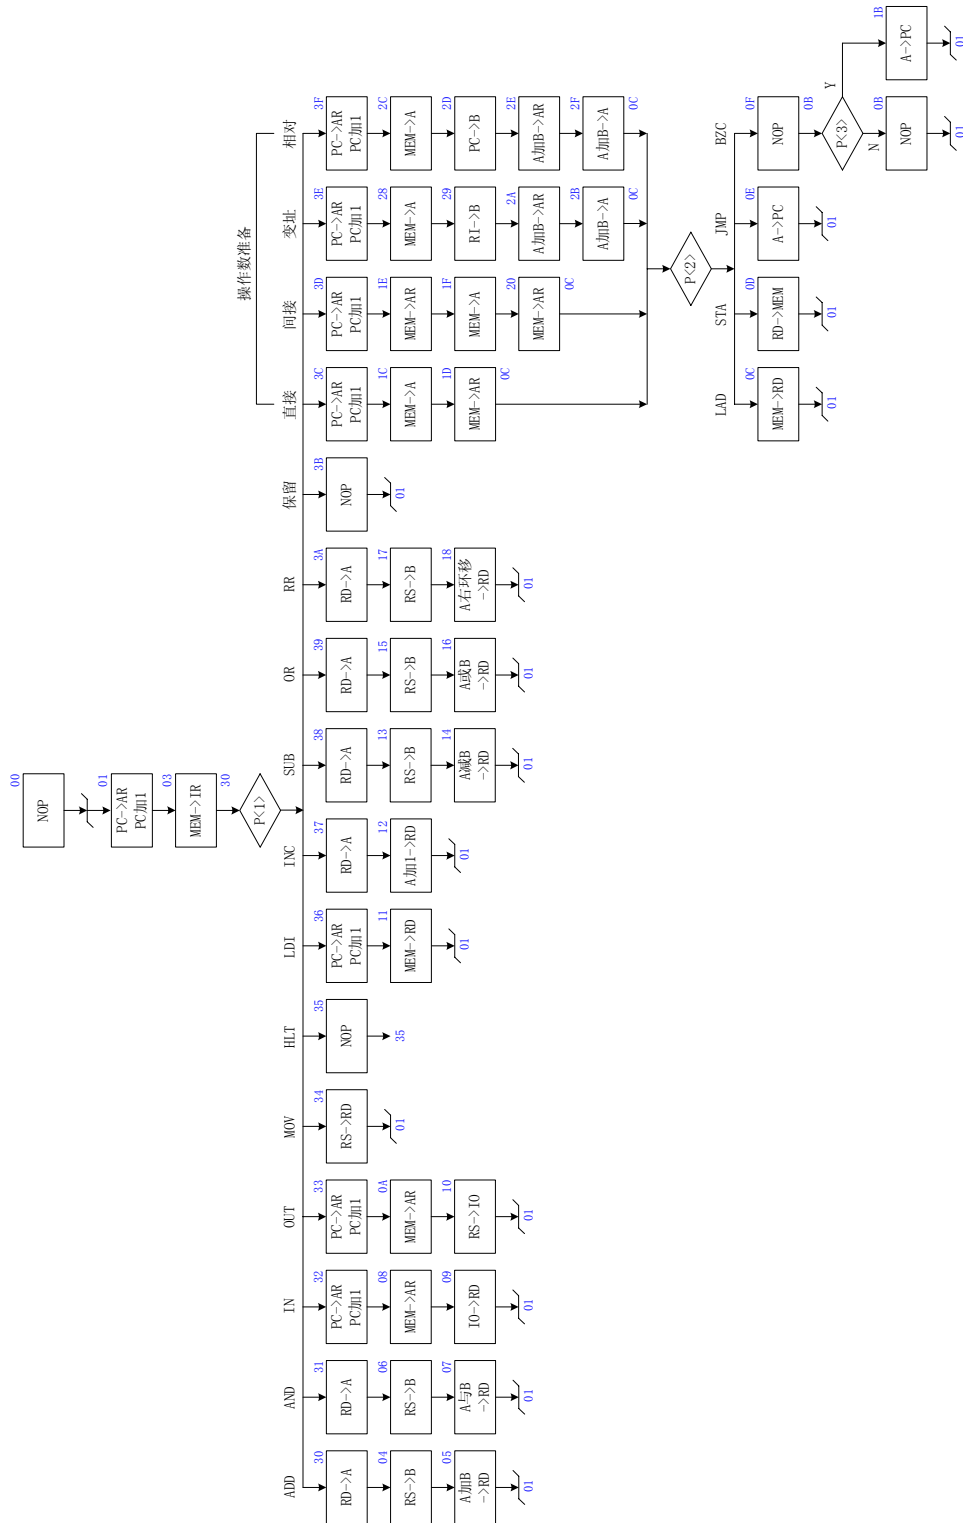 00
NOP
01
PC->AR
PC加1
03
MEM->IR
30
P<1>
ADD
30
RD->A
04
RS->B
05
A加B
->RD
01
AND
31
RD->A
06
RS->B
07
A与B
->RD
01
IN
32
PC->AR
PC加1
08
MEM->AR
09
IO->RD
01
OUT
33
PC->AR
PC加1
0A
MEM->AR
10
RS->IO
01
MOV
34
RS->RD
01
HLT
35
NOP
35
LDI
36
PC->AR
PC加1
11
MEM->RD
01
INC
37
RD->A
12
A加1->RD
01
SUB
38
RD->A
13
RS->B
14
A减B
->RD
01
OR
39
RD->A
15
RS->B
16
A或B
->RD
01
RR
3A
RD->A
17
RS->B
18
A右环移
->RD
01
保留
3B
NOP
01
操作数准备
直接
3C
PC->AR
PC加1
1C
MEM->A
1D
MEM->AR
0C
间接
3D
PC->AR
PC加1
1E
MEM->AR
1F
MEM->A
20
MEM->AR
0C
变址
3E
PC->AR
PC加1
28
MEM->A
29
RI->B
2A
A加B->AR
2B
A加B->A
0C
相对
3F
PC->AR
PC加1
2C
MEM->A
2D
PC->B
2E
A加B->AR
2F
A加B->A
0C
P<2>
LAD
0C
MEM->RD
01
STA
0D
RD->MEM
01
JMP
0E
A->PC
01
BZC
0F
NOP
0B
P<3>
N
0B
NOP
01
Y
1B
A->PC
01